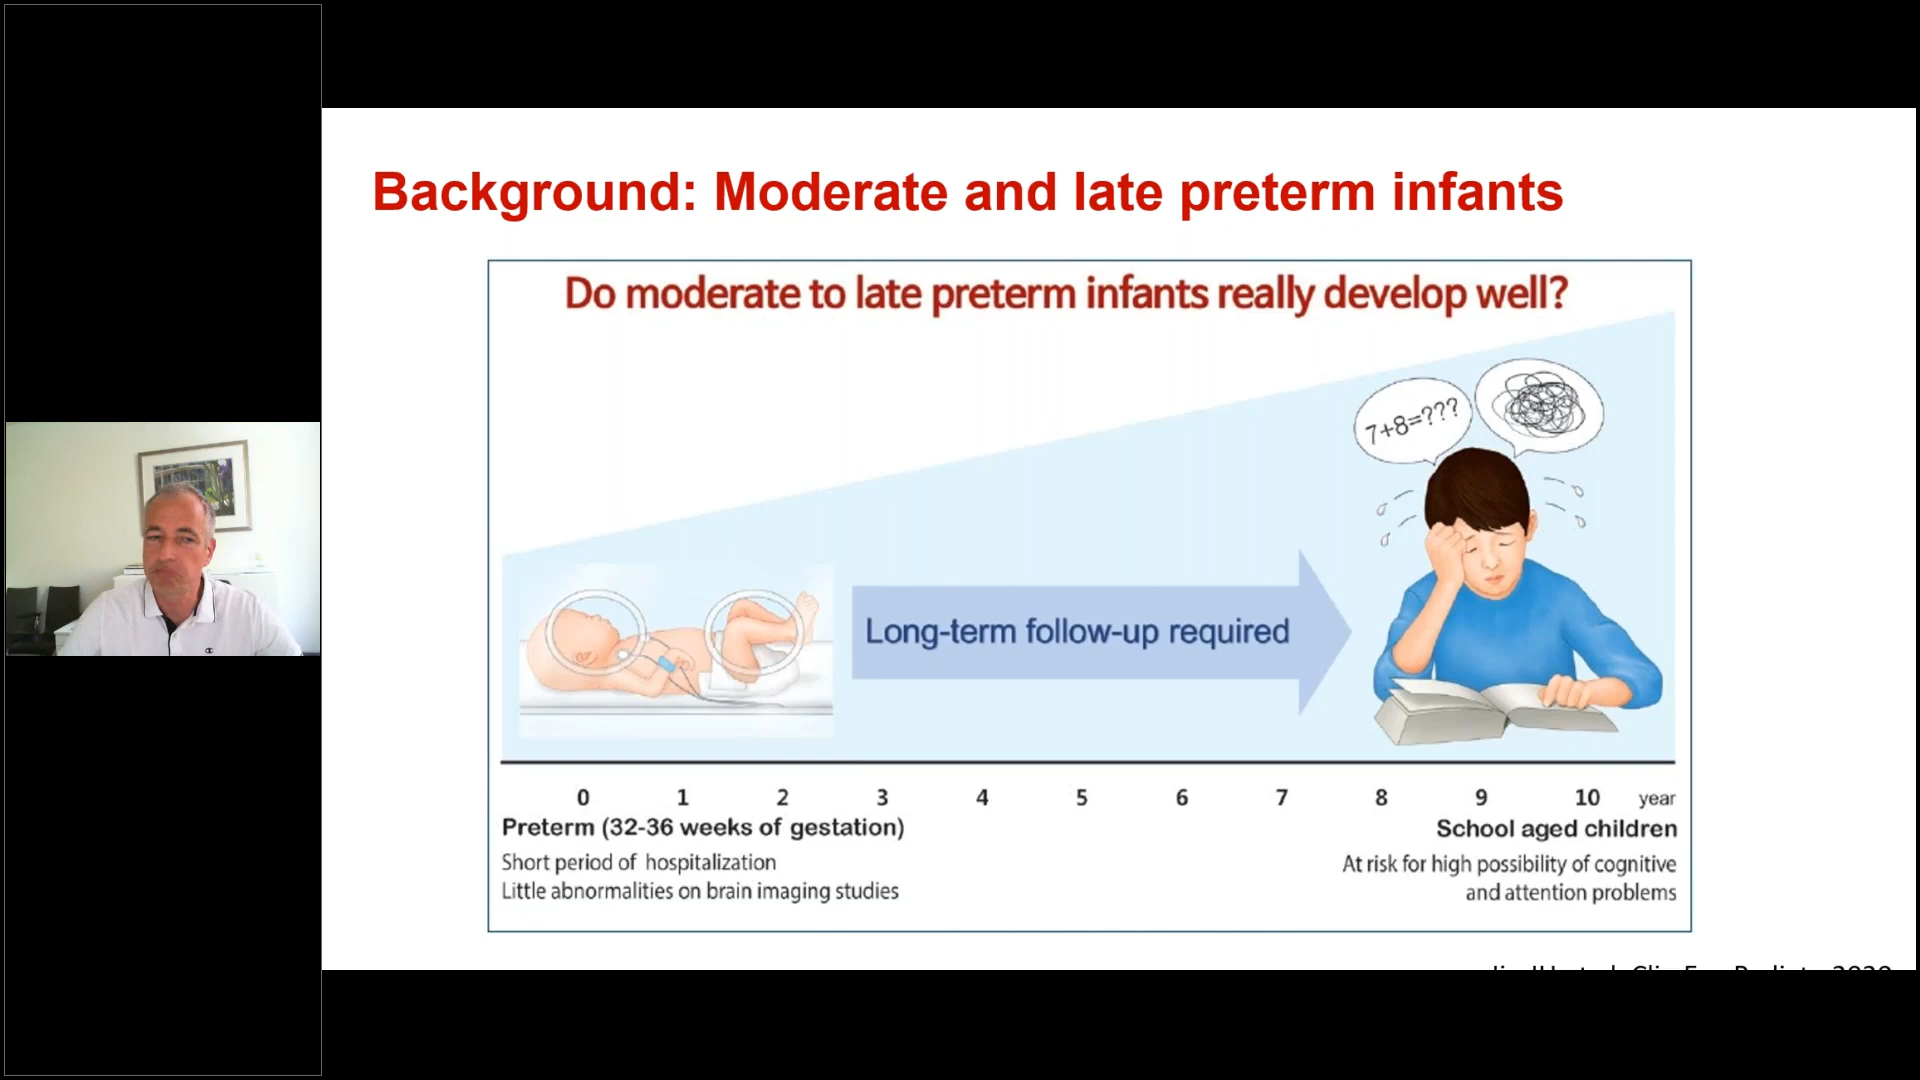 Background: Moderate and late preterm infants
Do moderate to late preterm infants really develop well?
7+8=???
Long-term follow-up required
0 1 2 3 4 5 6 7 8 9 10 year
Preterm (32-36 weeks of gestation)
School aged children
Short period of hospitalization
At risk for high possibility of cognitive
Little abnormalities on brain imaging studies
and attention problems